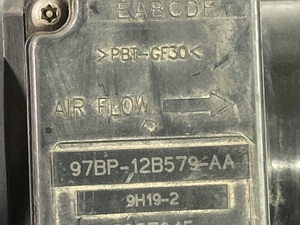 EABCDF
>PBT-GF30<
AIR FLOW
97BP-12B579-AA
9H19-2